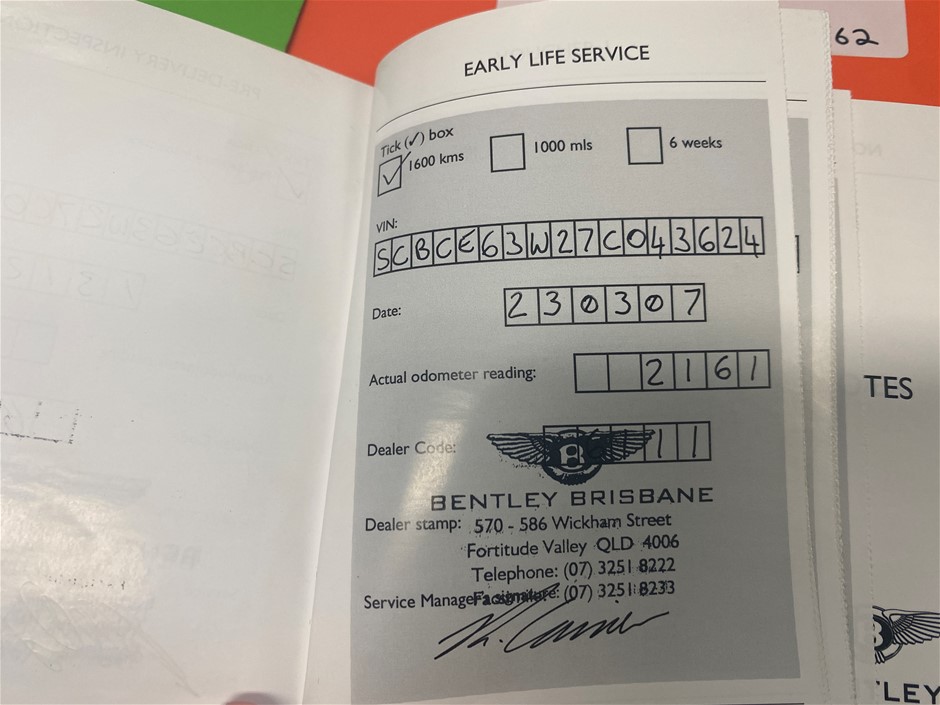 62
EARLY LIFE SERVICE
Tick (✓) box
✓ 1600 kms
1000 mls
6 weeks
VIN:
SCBCE63W27C043624
Date: 230307
Actual odometer reading: 2161
Dealer Code: 11
B
BENTLEY BRISBANE
Dealer stamp: 570 - 586 Wickham Street
Fortitude Valley QLD 4006
Telephone: (07) 3251 8222
Service Manager's signature: (07) 3251 8233
TES
B
LEY